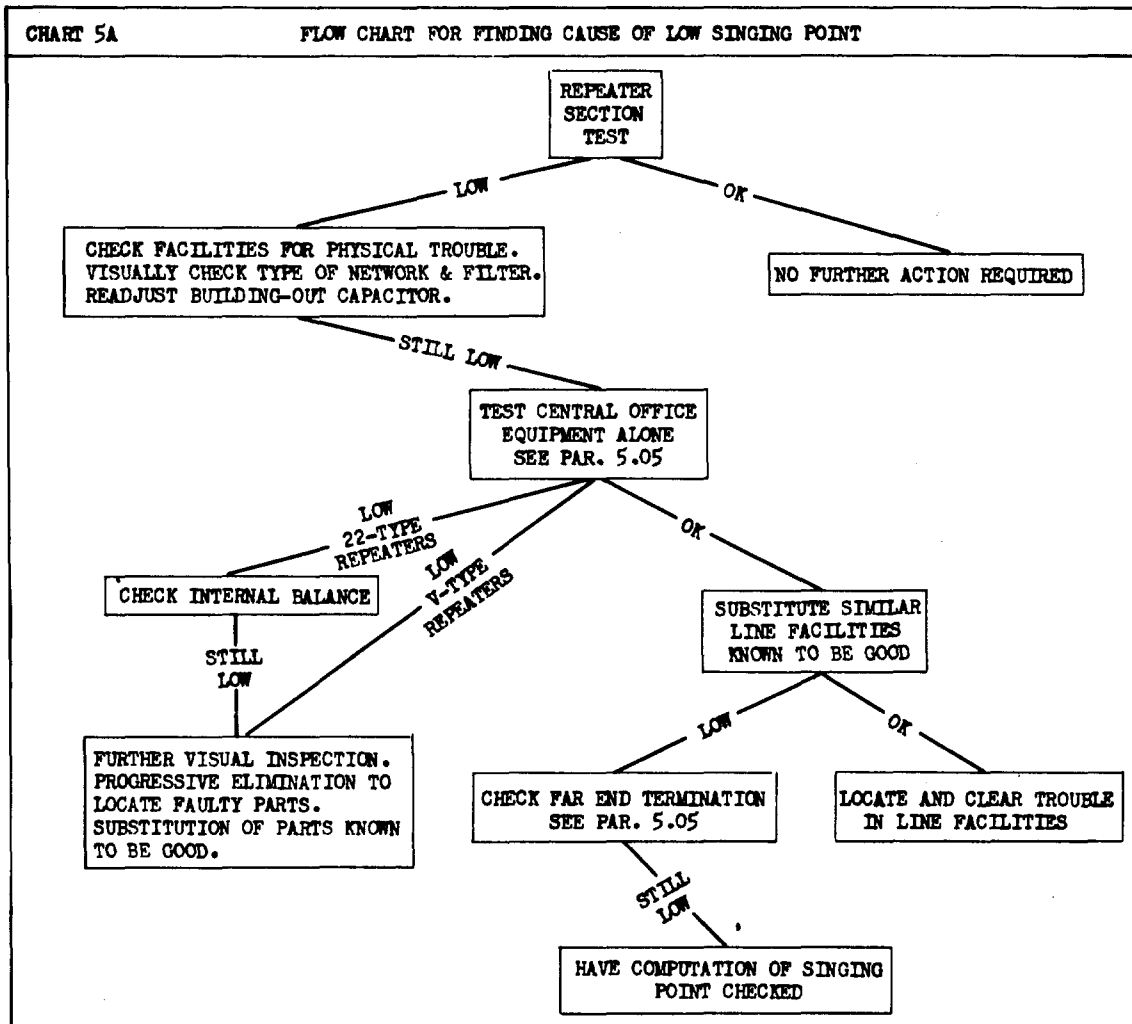 CHART 5A FLOW CHART FOR FINDING CAUSE OF LOW SINGING POINT
REPEATER
SECTION
TEST
LOW
OK
CHECK FACILITIES FOR PHYSICAL TROUBLE.
VISUALLY CHECK TYPE OF NETWORK & FILTER.
READJUST BUILDING-OUT CAPACITOR.
NO FURTHER ACTION REQUIRED
STILL LOW
TEST CENTRAL OFFICE
EQUIPMENT ALONE
SEE PAR. 5.05
LOW
22-TYPE
REPEATERS
LOW
V-TYPE
REPEATERS
OK
CHECK INTERNAL BALANCE
SUBSTITUTE SIMILAR
LINE FACILITIES
KNOWN TO BE GOOD
STILL
LOW
LOW
OK
FURTHER VISUAL INSPECTION.
PROGRESSIVE ELIMINATION TO
LOCATE FAULTY PARTS.
SUBSTITUTION OF PARTS KNOWN
TO BE GOOD.
CHECK FAR END TERMINATION
SEE PAR. 5.05
LOCATE AND CLEAR TROUBLE
IN LINE FACILITIES
STILL
LOW
HAVE COMPUTATION OF SINGING
POINT CHECKED